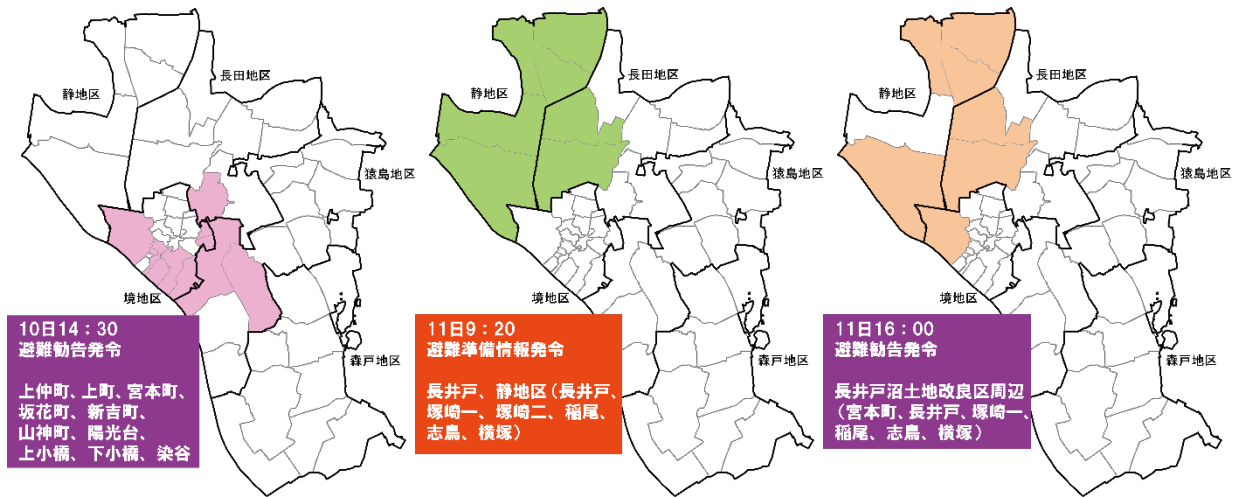 長田地区
静地区
猿島地区
境地区
森戸地区
10日14：30
避難勧告発令
上仲町、上町、宮本町、
坂花町、新吉町、
山神町、陽光台、
上小橋、下小橋、染谷
長田地区
静地区
猿島地区
境地区
森戸地区
11日9：20
避難準備情報発令
長井戸、静地区（長井戸、
塚崎一、塚崎二、稲尾、
志鳥、横塚）
長田地区
静地区
猿島地区
境地区
森戸地区
11日16：00
避難勧告発令
長井戸沼土地改良区周辺
（宮本町、長井戸、塚崎一、
稲尾、志鳥、横塚）